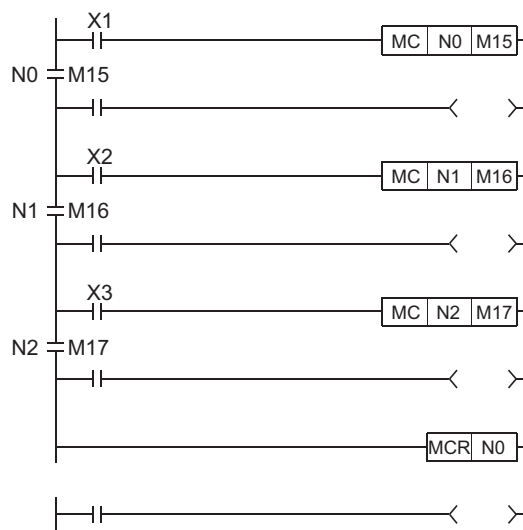 X1
MC N0 M15
N0 M15
X2
MC N1 M16
N1 M16
X3
MC N2 M17
N2 M17
MCR N0